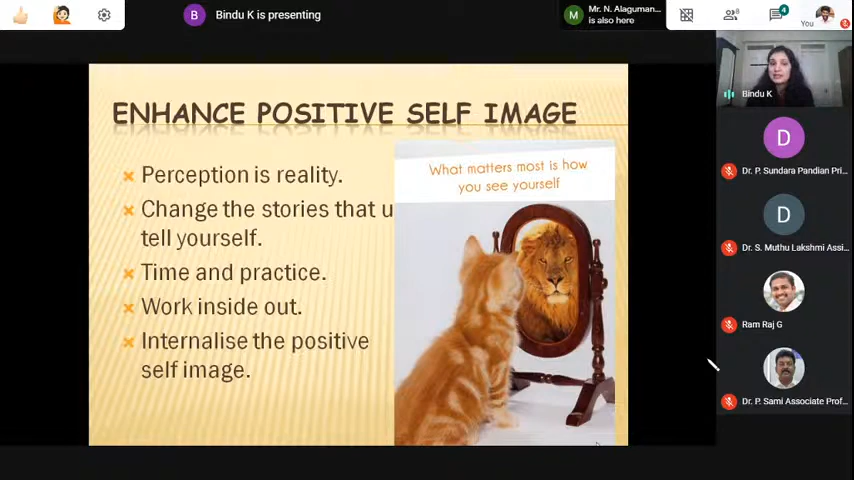 B
Bindu K is presenting
M
Mr. N. Alaguman...
is also here
8
4
You
ENHANCE POSITIVE SELF IMAGE
Perception is reality.
Change the stories that u
tell yourself.
Time and practice.
Work inside out.
Internalise the positive
self image.
What matters most is how
you see yourself
Bindu K
D
Dr. P. Sundara Pandian Pri...
D
Dr. S. Muthu Lakshmi Assi...
Ram Raj G
Dr. P. Sami Associate Prof...